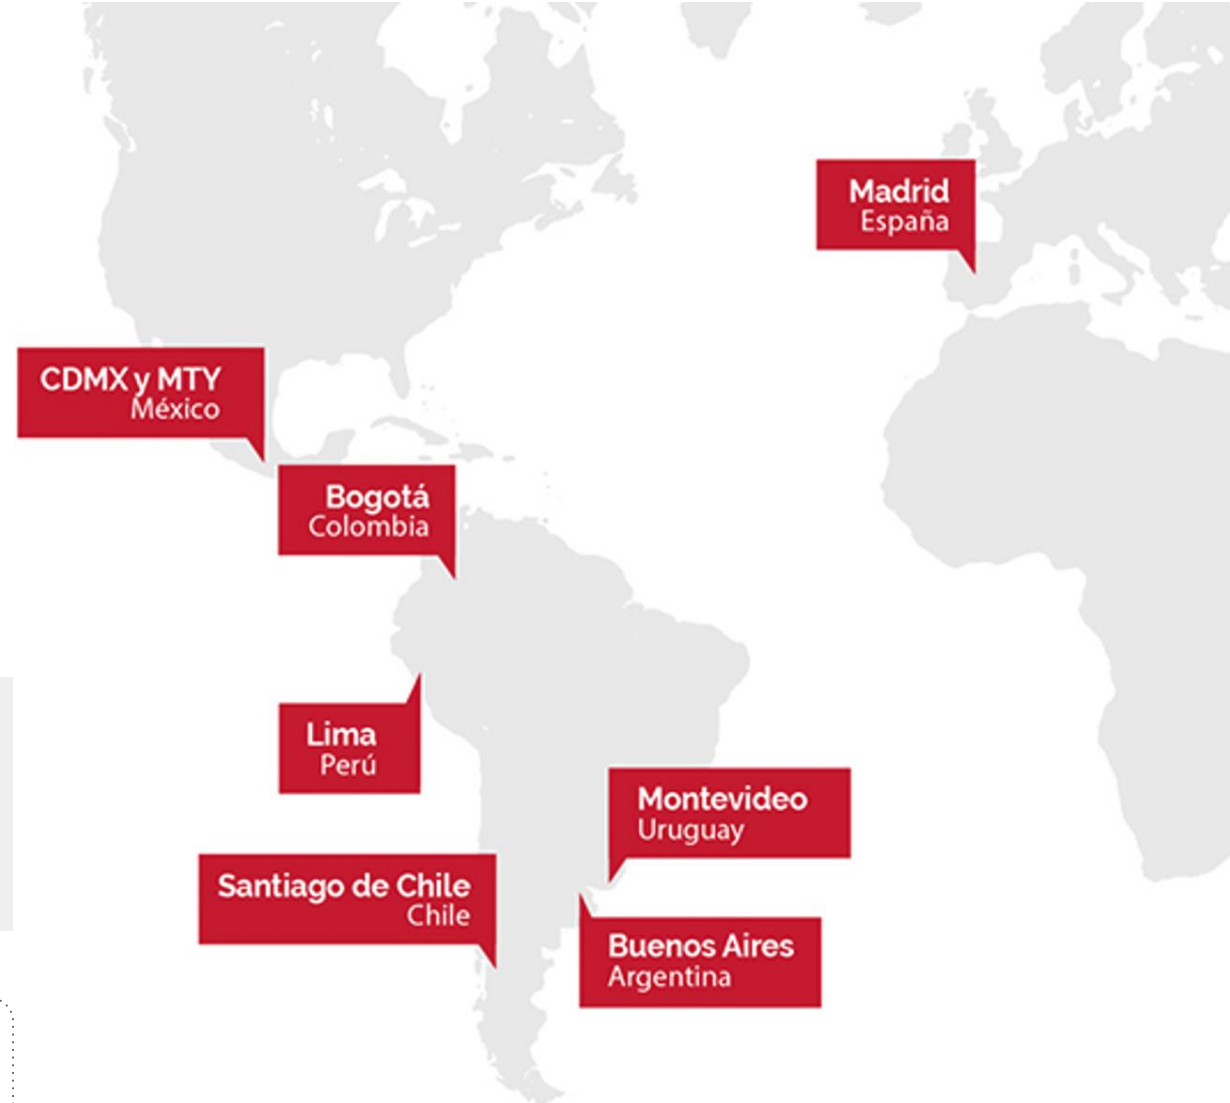 Madrid
España
CDMX y MTY
México
Bogotá
Colombia
Lima
Perú
Montevideo
Uruguay
Santiago de Chile
Chile
Buenos Aires
Argentina